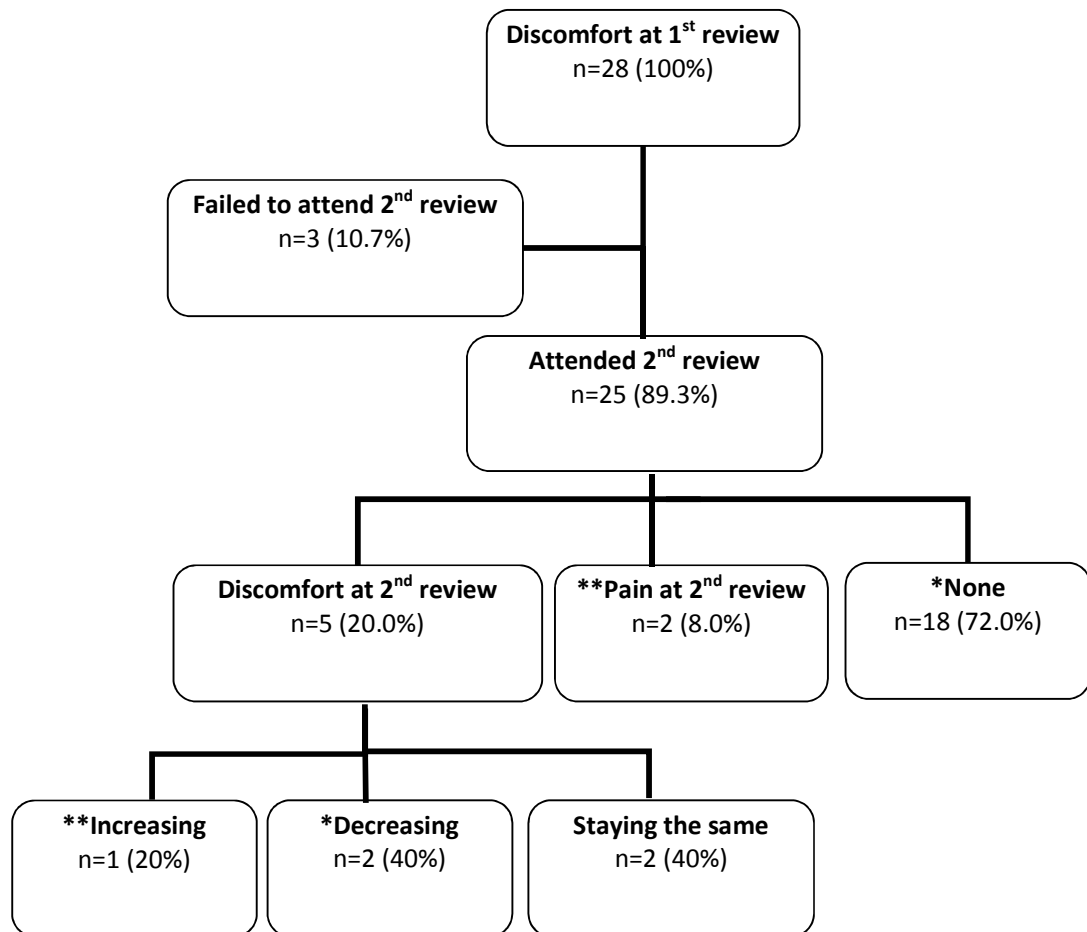 Discomfort at 1st review
n=28 (100%)
Failed to attend 2nd review
n=3 (10.7%)
Attended 2nd review
n=25 (89.3%)
Discomfort at 2nd review
n=5 (20.0%)
**Pain at 2nd review
n=2 (8.0%)
*None
n=18 (72.0%)
**Increasing
n=1 (20%)
*Decreasing
n=2 (40%)
Staying the same
n=2 (40%)